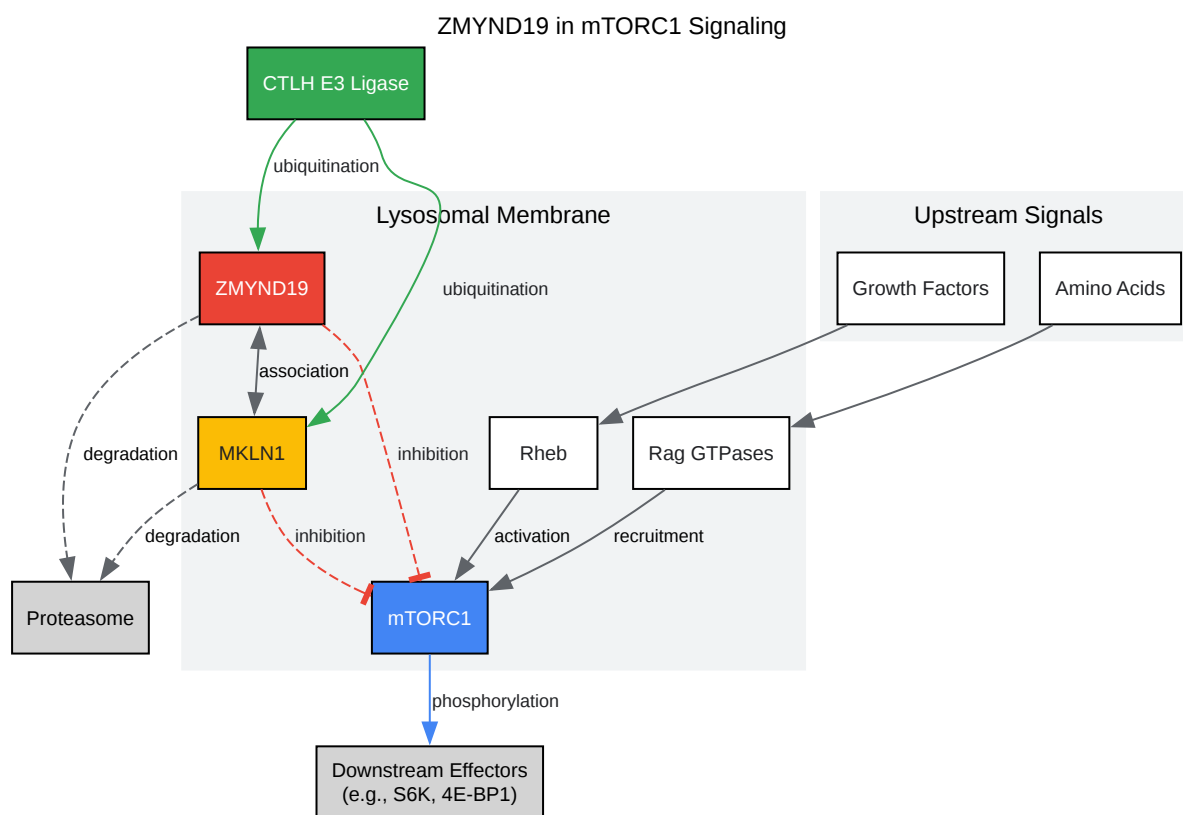 ZMYND19 in mTORC1 Signaling
CTLH E3 Ligase
ubiquitination
Lysosomal Membrane
Upstream Signals
ZMYND19
ubiquitination
Growth Factors
Amino Acids
association
degradation
MKLN1
inhibition
Rheb
Rag GTPases
degradation
inhibition
activation
recruitment
Proteasome
mTORC1
phosphorylation
Downstream Effectors
(e.g., S6K, 4E-BP1)